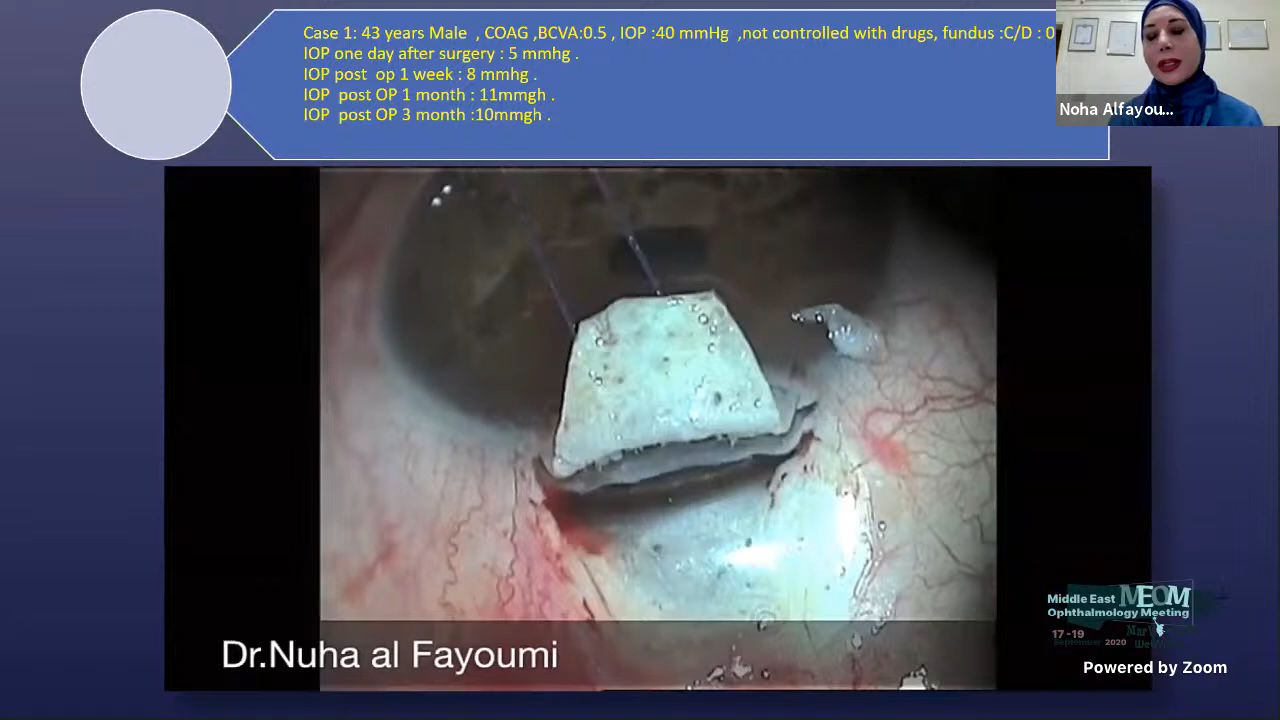 Case 1: 43 years Male , COAG ,BCVA:0.5 , IOP :40 mmHg ,not controlled with drugs, fundus :C/D : 0
IOP one day after surgery : 5 mmhg .
IOP post op 1 week : 8 mmhg .
IOP post OP 1 month : 11mmgh .
IOP post OP 3 month :10mmgh .
Noha Alfayou...
Dr.Nuha al Fayoumi
Middle East MEOM
Ophthalmology Meeting
17-19
September 2020
Powered by Zoom